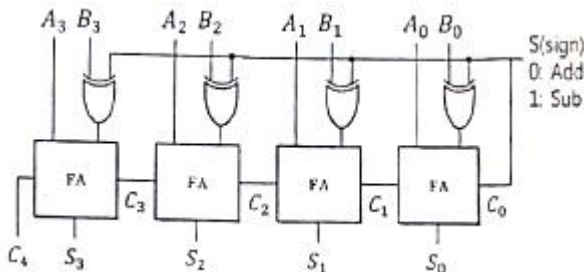 A3 B3 A2 B2 A1 B1 A0 B0
S(sign)
0: Add
1: Sub
FA C3 FA C2 FA C1 FA C0
C4 S3 S2 S1 S0